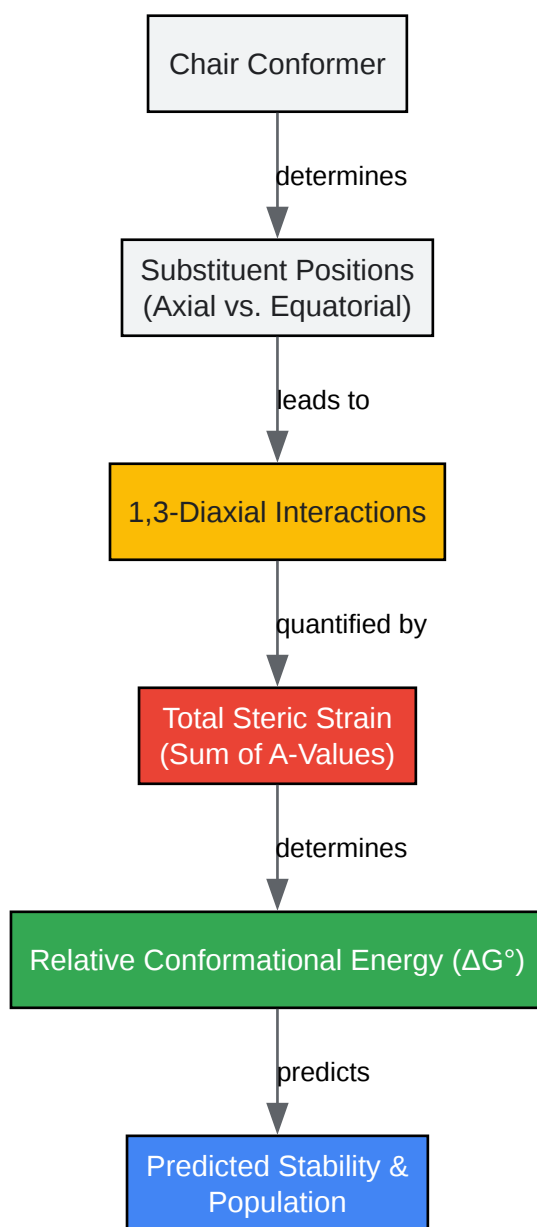 Chair Conformer
determines
Substituent Positions
(Axial vs. Equatorial)
leads to
1,3-Diaxial Interactions
quantified by
Total Steric Strain
(Sum of A-Values)
determines
Relative Conformational Energy (ΔG°)
predicts
Predicted Stability &
Population